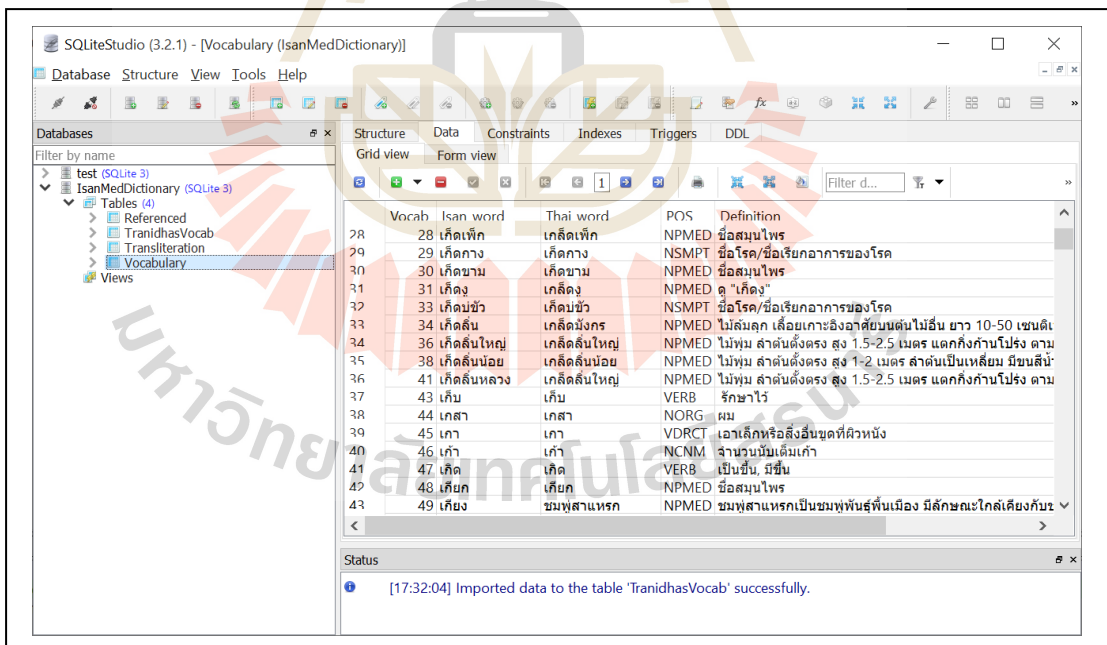 SQLiteStudio (3.2.1) - [Vocabulary (IsanMedDictionary)]
Database Structure View Tools Help
Databases
Filter by name
test (SQLite 3)
IsanMedDictionary (SQLite 3)
Tables (4)
Referenced
TranidhasVocab
Transliteration
Vocabulary
Views
Structure Data Constraints Indexes Triggers DDL
Grid view Form view
1 Filter d...
Vocab Isan word Thai word POS Definition
28 28 เกิดเพ็ก เกล็ดเพ็ก NPMED ชื่อสมุนไพร
29 29 เกิดกาง เกิดกาง NSMPT ชื่อโรค/ชื่อเรียกอาการของโรค
30 30 เก็ดขาม เก็ดขาม NPMED ชื่อสมุนไพร
31 31 เก็ดงู เกล็ดงู NPMED ดู "เก็ดงู"
32 33 เก็ดบ่ขัว เก็ดบ่ขัว NSMPT ชื่อโรค/ชื่อเรียกอาการของโรค
33 34 เก็ดลิ่น เกล็ดมังกร NPMED ไม้ล้มลุก เลื้อยเกาะอิงอาศัยบนต้นไม้อื่น ยาว 10-50 เซนติเ
34 36 เก็ดลิ่นใหญ่ เกล็ดลิ่นใหญ่ NPMED ไม้พุ่ม ลำต้นตั้งตรง สูง 1.5-2.5 เมตร แตกกิ่งก้านโปร่ง ตาม
35 38 เก็ดลิ่นน้อย เกล็ดลิ่นน้อย NPMED ไม้พุ่ม ลำต้นตั้งตรง สูง 1-2 เมตร ลำต้นเป็นเหลี่ยม มีขนสีน้ำ
36 41 เก็ดลิ่นหลวง เกล็ดลิ่นใหญ่ NPMED ไม้พุ่ม ลำต้นตั้งตรง สูง 1.5-2.5 เมตร แตกกิ่งก้านโปร่ง ตาม
37 43 เก็บ เก็บ VERB รักษาไว้
38 44 เกสา เกสา NORG ผม
39 45 เกา เกา VDRCT เอาเล็กหรือสิ่งอื่นขูดที่ผิวหนัง
40 46 เก้า เก้า NCNM จำนวนนับเต็มเก้า
41 47 เกิด เกิด VERB เป็นขึ้น, มีขึ้น
42 48 เกียก เกียก NPMED ชื่อสมุนไพร
43 49 เกียง ชมพู่สาแหรก NPMED ชมพู่สาแหรกเป็นชมพู่พันธุ์พื้นเมือง มีลักษณะใกล้เคียงกับช
Status
[17:32:04] Imported data to the table 'TranidhasVocab' successfully.
มหาวิทยาลัยเทคโนโลยีสุรนารี